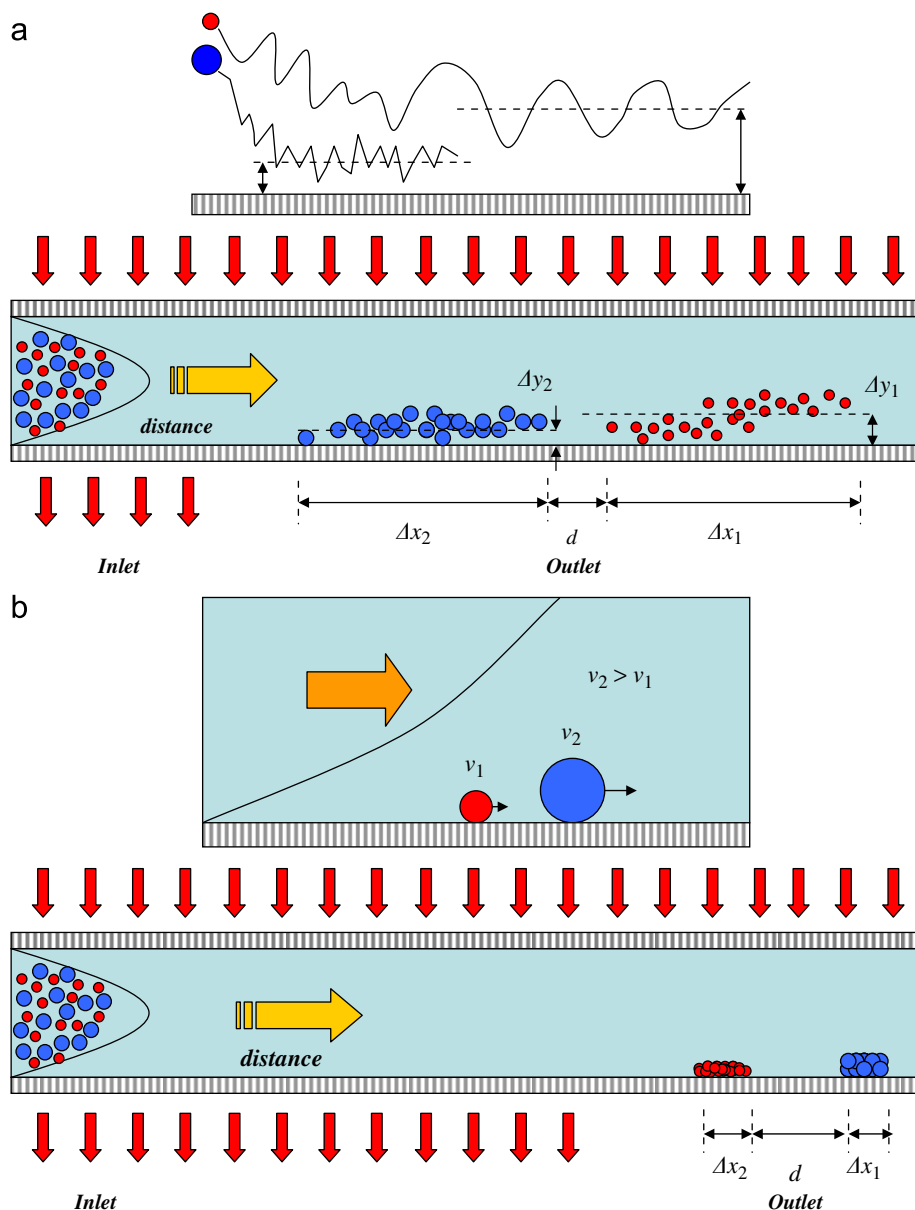 a
Δy₂
Δy₁
distance
Δx₂
d
Δx₁
Inlet
Outlet
b
v₂ > v₁
v₂
v₁
distance
Δx₂
d
Δx₁
Inlet
Outlet